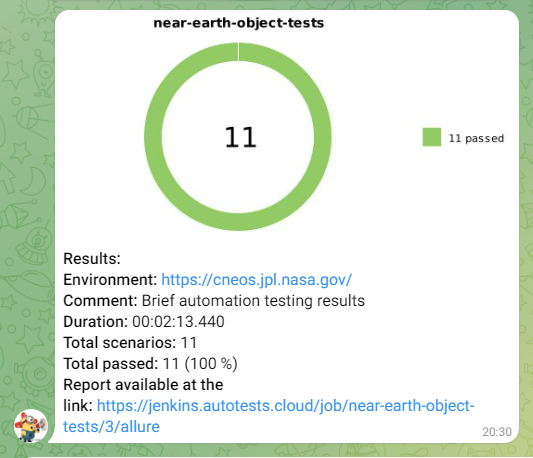 near-earth-object-tests
11
11 passed
Results:
Environment: https://cneos.jpl.nasa.gov/
Comment: Brief automation testing results
Duration: 00:02:13.440
Total scenarios: 11
Total passed: 11 (100 %)
Report available at the
link: https://jenkins.autotests.cloud/job/near-earth-object-
tests/3/allure
20:30